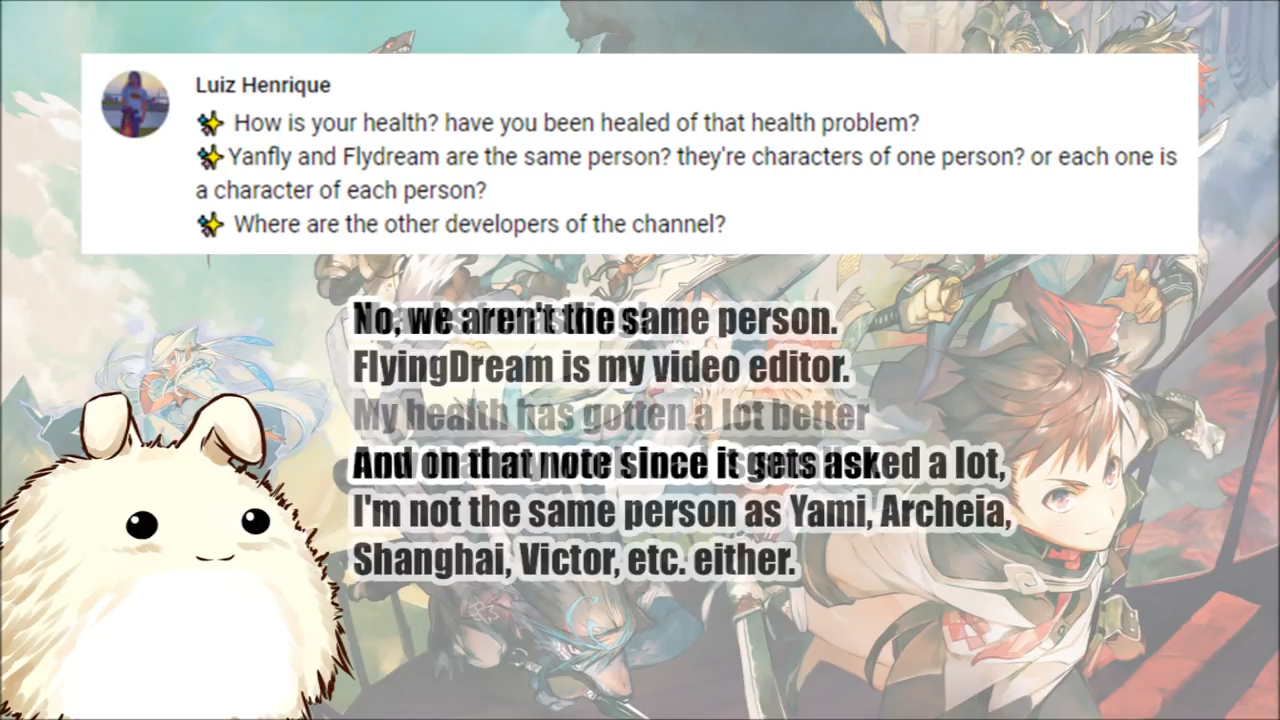 Luiz Henrique
✨ How is your health? have you been healed of that health problem?
✨Yanfly and Flydream are the same person? they're characters of one person? or each one is
a character of each person?
✨ Where are the other developers of the channel?
No, we aren't the same person.
FlyingDream is my video editor.
My health has gotten a lot better
And on that note since it gets asked a lot,
I'm not the same person as Yami, Archeia,
Shanghai, Victor, etc. either.